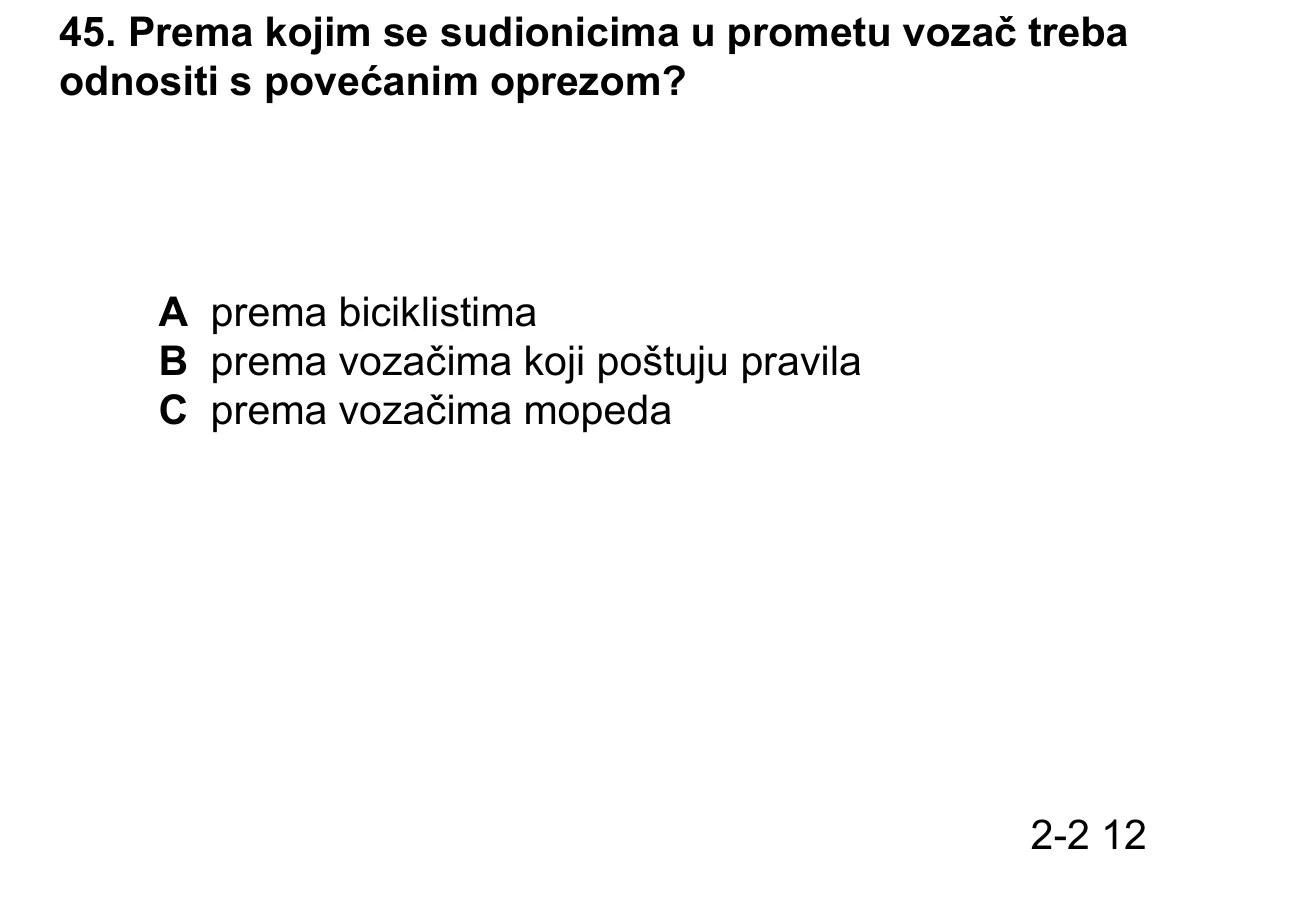 45. Prema kojim se sudionicima u prometu vozač treba
odnositi s povećanim oprezom?
A prema biciklistima
B prema vozačima koji poštuju pravila
C prema vozačima mopeda
2-2 12